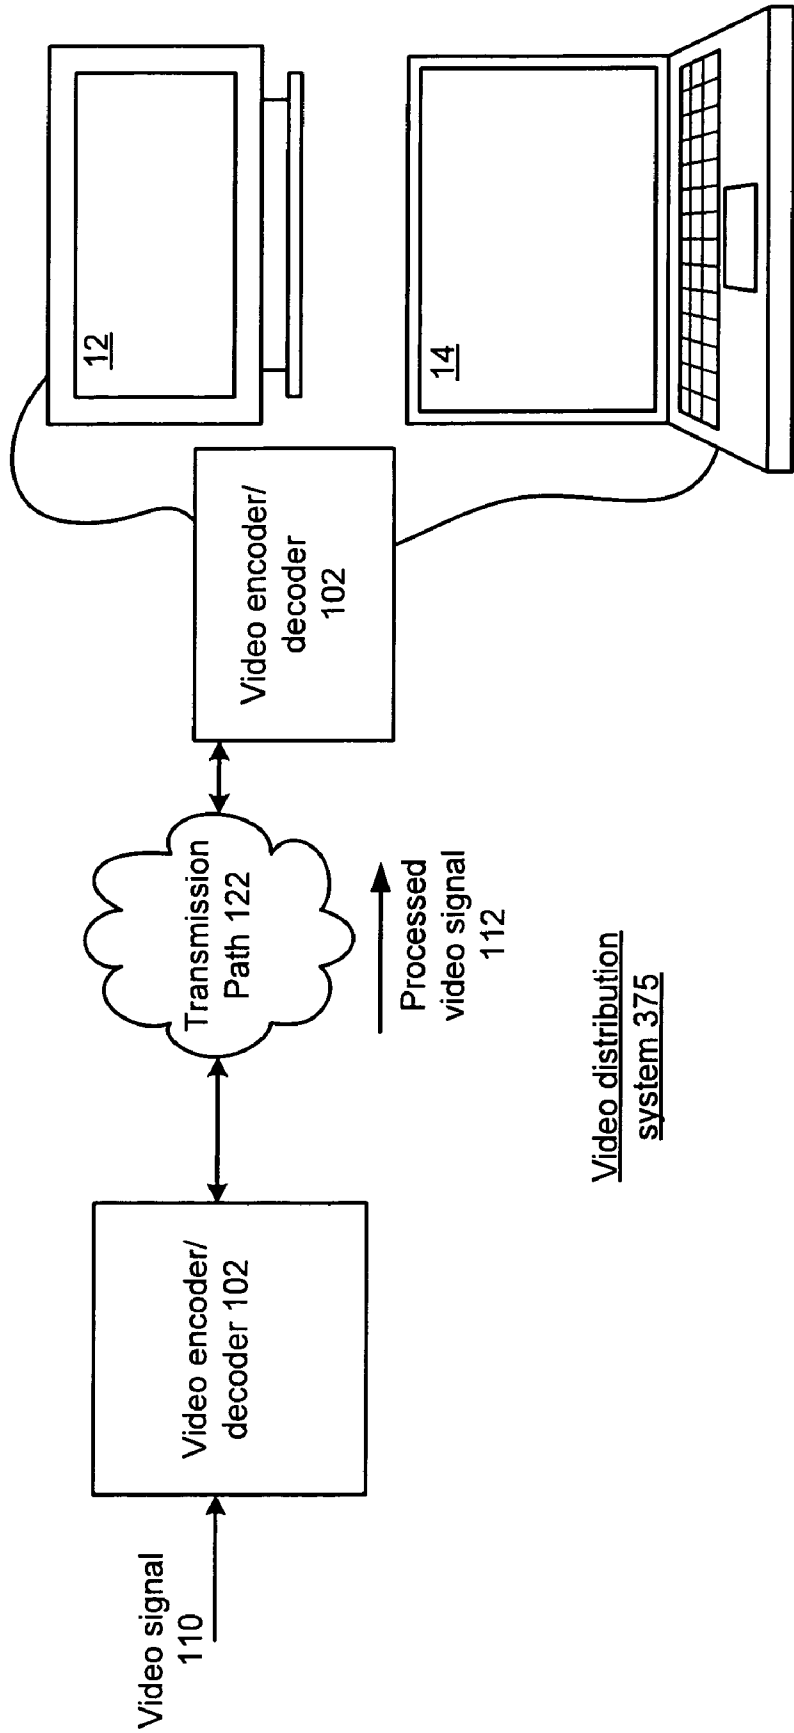 Video signal
110
Video encoder/
decoder 102
Transmission
Path 122
Processed
video signal
112
Video encoder/
decoder
102
12
14
Video distribution
system 375